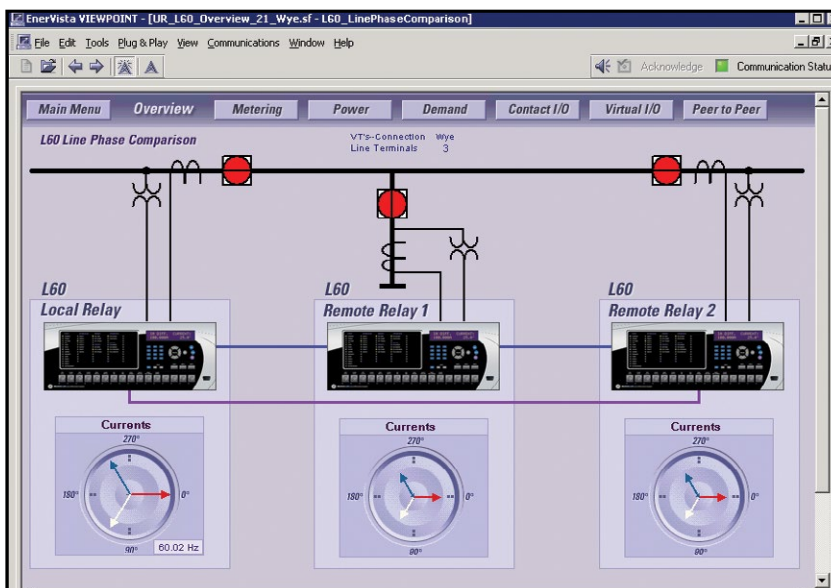 EnerVista VIEWPOINT - [UR_L60_Overview_21_Wye.sf - L60_LinePhaseComparison]
File Edit Tools Plug & Play View Communications Window Help
Acknowledge Communication Statu
Main Menu Overview Metering Power Demand Contact I/O Virtual I/O Peer to Peer
L60 Line Phase Comparison
VT's--Connection Wye
Line Terminals 3
L60
Local Relay
L60
Remote Relay 1
L60
Remote Relay 2
Currents
270°
180°
0°
90°
60.02 Hz
Currents
270°
180°
0°
90°
Currents
270°
180°
0°
90°